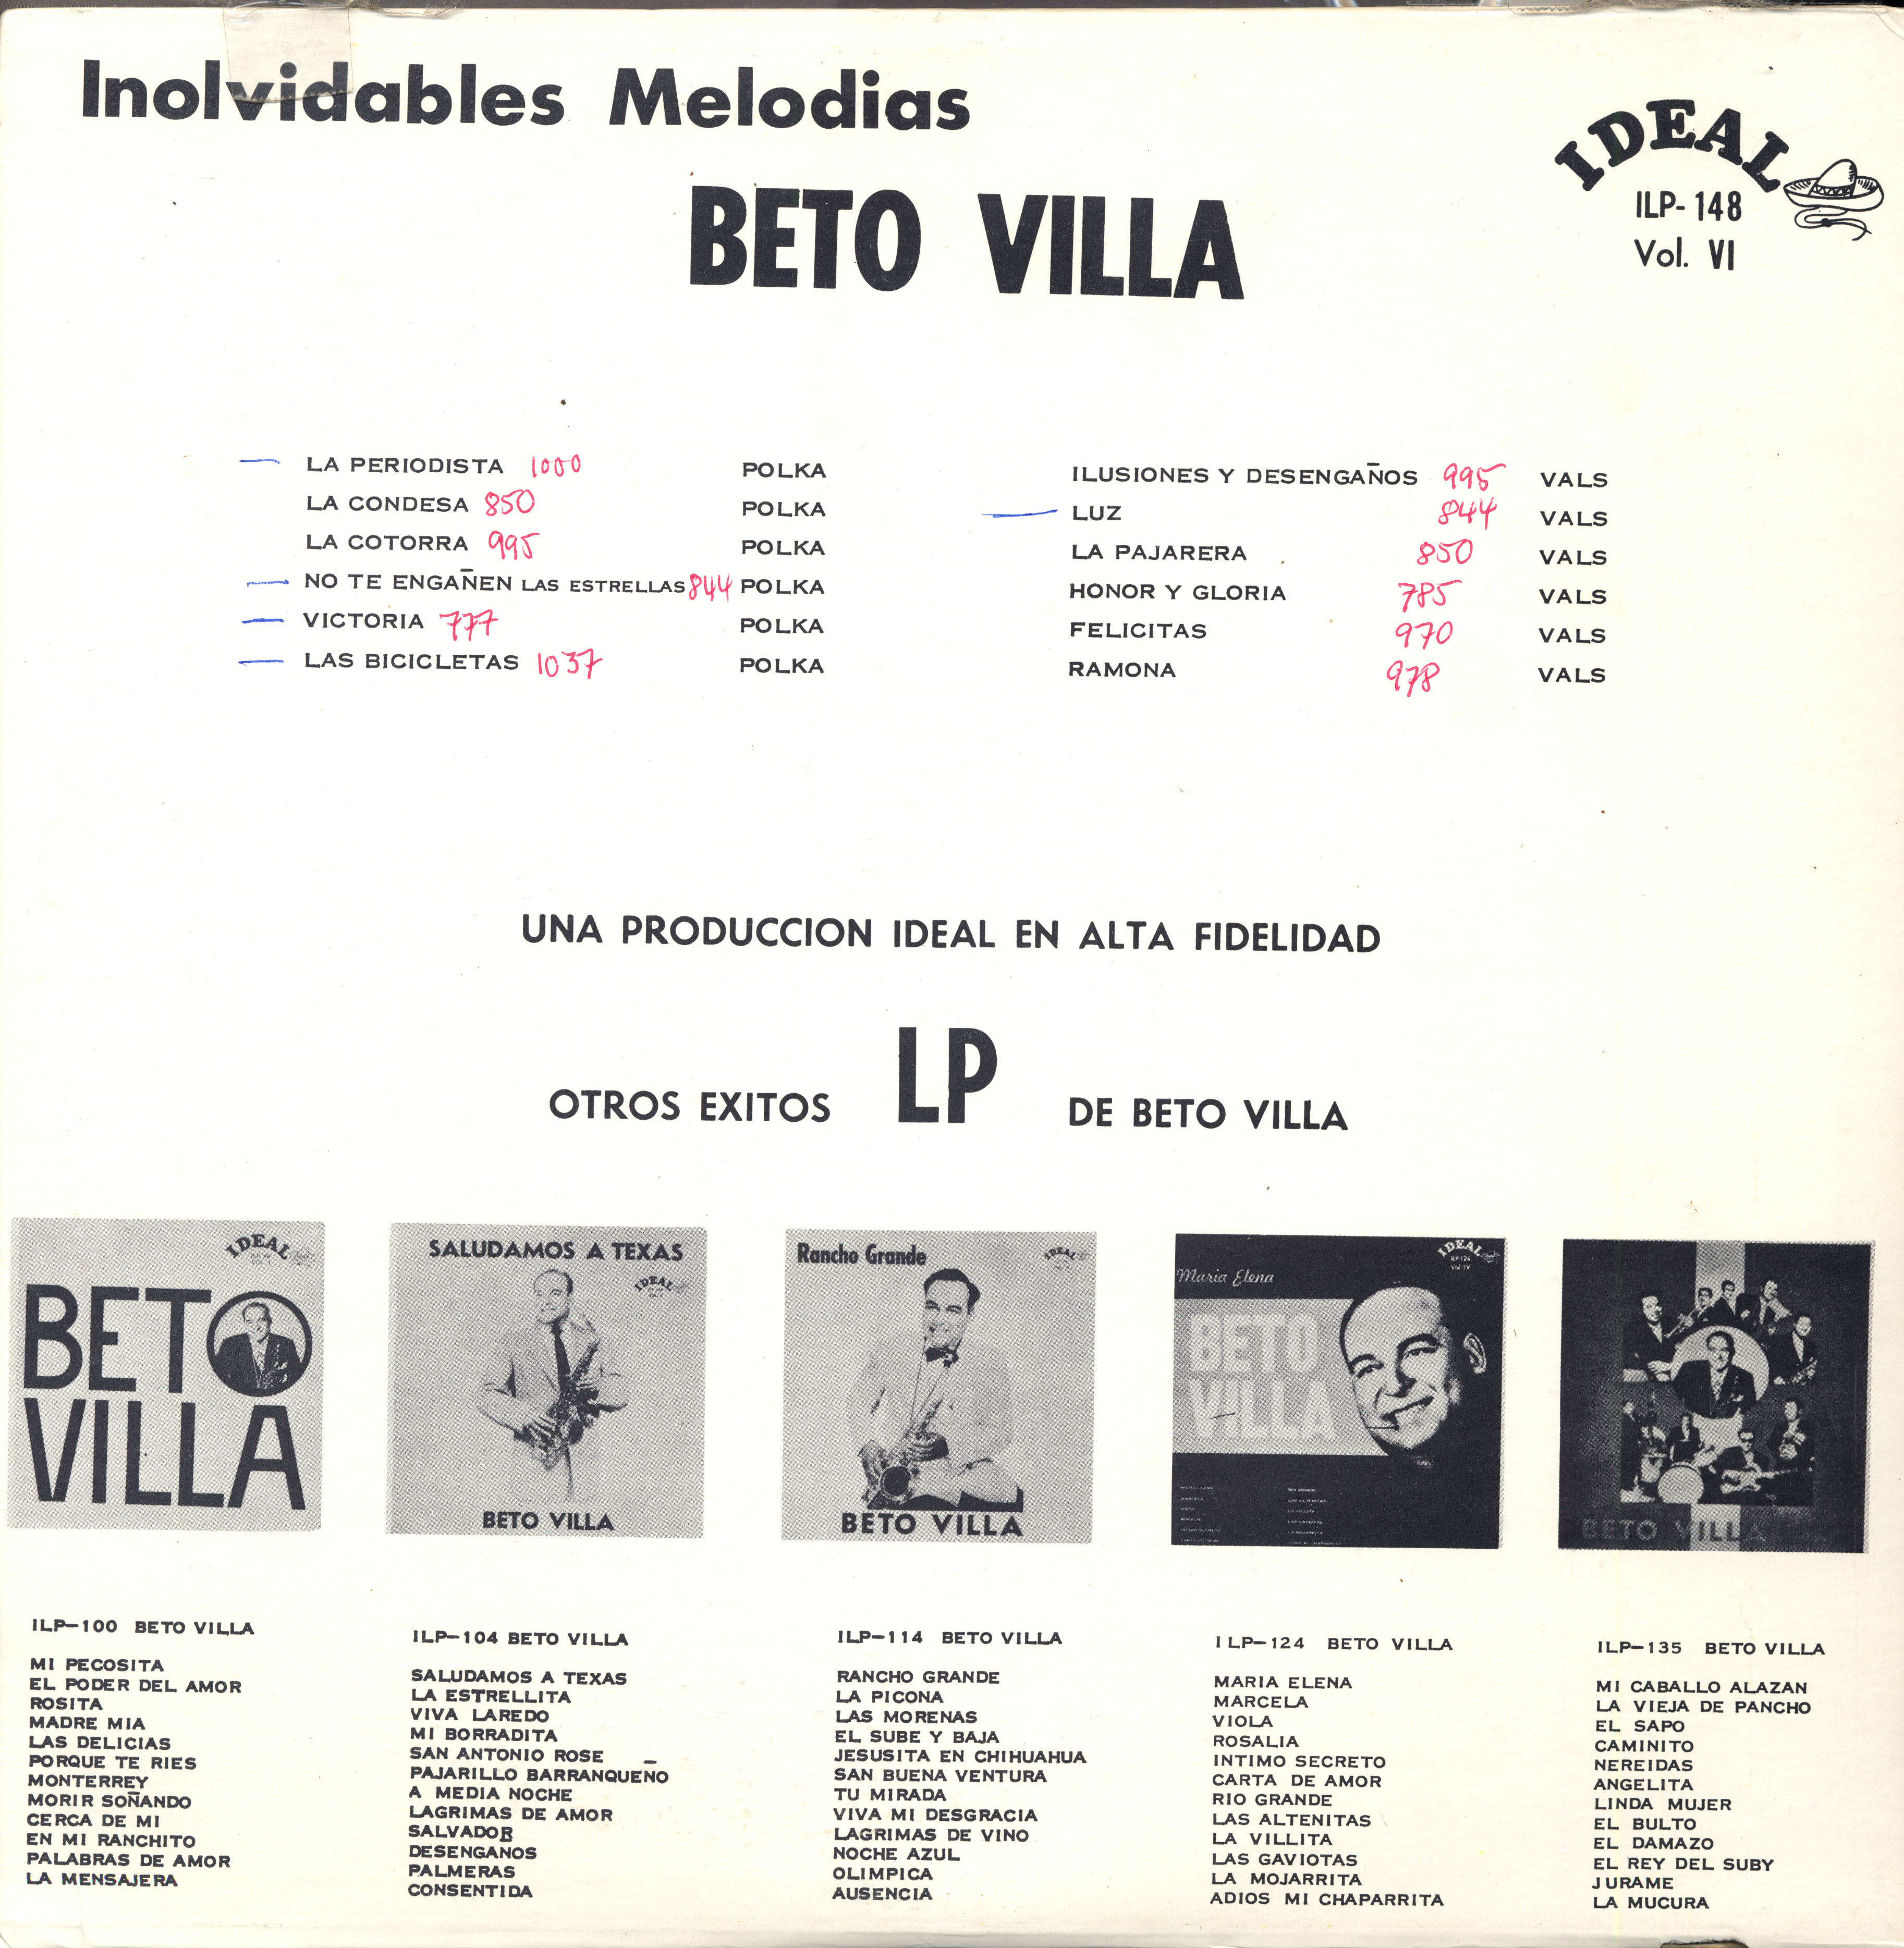 Inolvidables Melodias
BETO VILLA
IDEAL
ILP-148
Vol. VI
LA PERIODISTA 1000 POLKA
LA CONDESA 850 POLKA
LA COTORRA 995 POLKA
NO TE ENGAÑEN LAS ESTRELLAS 844 POLKA
VICTORIA 777 POLKA
LAS BICICLETAS 1037 POLKA
ILUSIONES Y DESENGAÑOS 995 VALS
LUZ 844 VALS
LA PAJARERA 850 VALS
HONOR Y GLORIA 785 VALS
FELICITAS 970 VALS
RAMONA 978 VALS
UNA PRODUCCION IDEAL EN ALTA FIDELIDAD
OTROS EXITOS LP DE BETO VILLA
IDEAL
BETO
VILLA
SALUDAMOS A TEXAS
IDEAL
BETO VILLA
Rancho Grande
IDEAL
BETO VILLA
IDEAL
ILP-124
Vol IV
Maria Elena
BETO
VILLA
BETO VILLA
ILP-100 BETO VILLA
MI PECOSITA
EL PODER DEL AMOR
ROSITA
MADRE MIA
LAS DELICIAS
PORQUE TE RIES
MONTERREY
MORIR SOÑANDO
CERCA DE MI
EN MI RANCHITO
PALABRAS DE AMOR
LA MENSAJERA
ILP-104 BETO VILLA
SALUDAMOS A TEXAS
LA ESTRELLITA
VIVA LAREDO
MI BORRADITA
SAN ANTONIO ROSE
PAJARILLO BARRANQUEÑO
A MEDIA NOCHE
LAGRIMAS DE AMOR
SALVADOR
DESENGANOS
PALMERAS
CONSENTIDA
ILP-114 BETO VILLA
RANCHO GRANDE
LA PICONA
LAS MORENAS
EL SUBE Y BAJA
JESUSITA EN CHIHUAHUA
SAN BUENA VENTURA
TU MIRADA
VIVA MI DESGRACIA
LAGRIMAS DE VINO
NOCHE AZUL
OLIMPICA
AUSENCIA
ILP-124 BETO VILLA
MARIA ELENA
MARCELA
VIOLA
ROSALIA
INTIMO SECRETO
CARTA DE AMOR
RIO GRANDE
LAS ALTENITAS
LA VILLITA
LAS GAVIOTAS
LA MOJARRITA
ADIOS MI CHAPARRITA
ILP-135 BETO VILLA
MI CABALLO ALAZAN
LA VIEJA DE PANCHO
EL SAPO
CAMINITO
NEREIDAS
ANGELITA
LINDA MUJER
EL BULTO
EL DAMAZO
EL REY DEL SUBY
JURAME
LA MUCURA